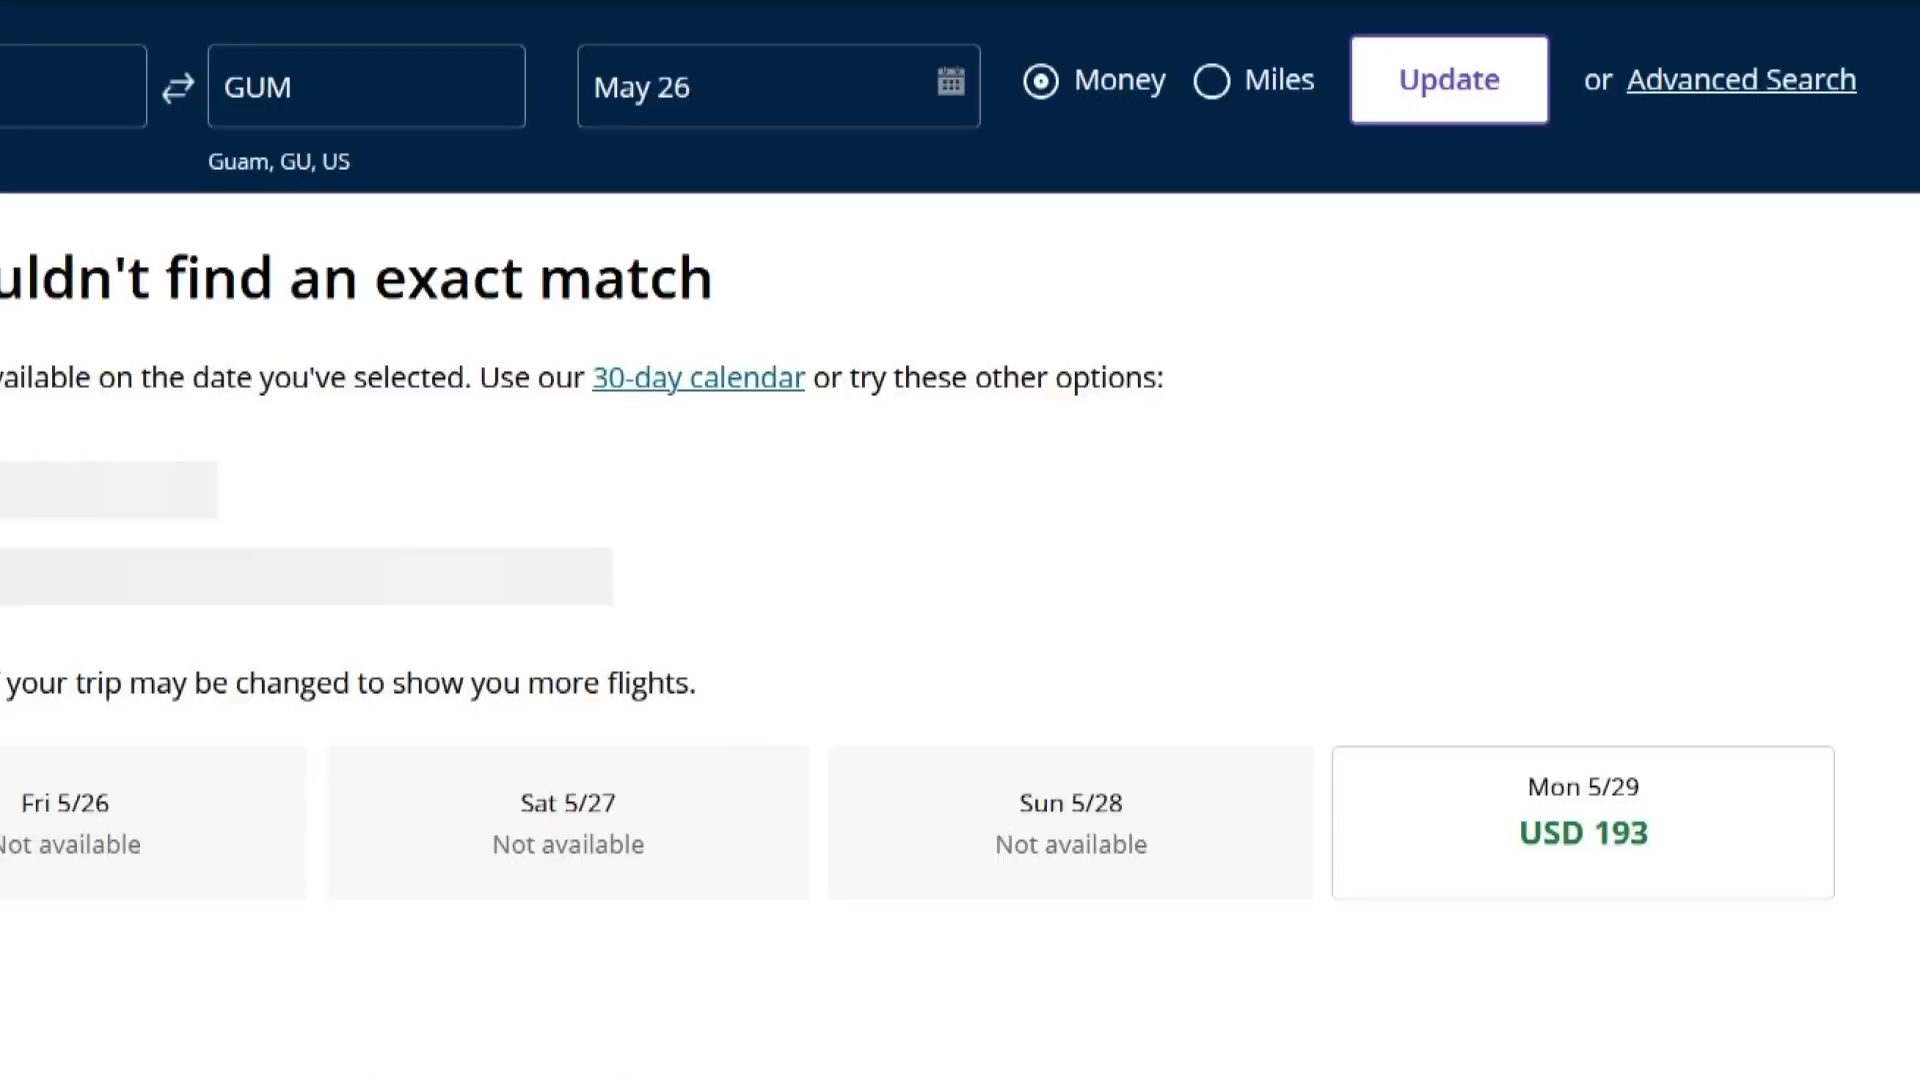 GUM
May 26
Money
Miles
Update
or Advanced Search
Guam, GU, US
find an exact match
on the date you've selected. Use our 30-day calendar or try these other options:
your trip may be changed to show you more flights.
Fri 5/26
Not available
Sat 5/27
Not available
Sun 5/28
Not available
Mon 5/29
USD 193